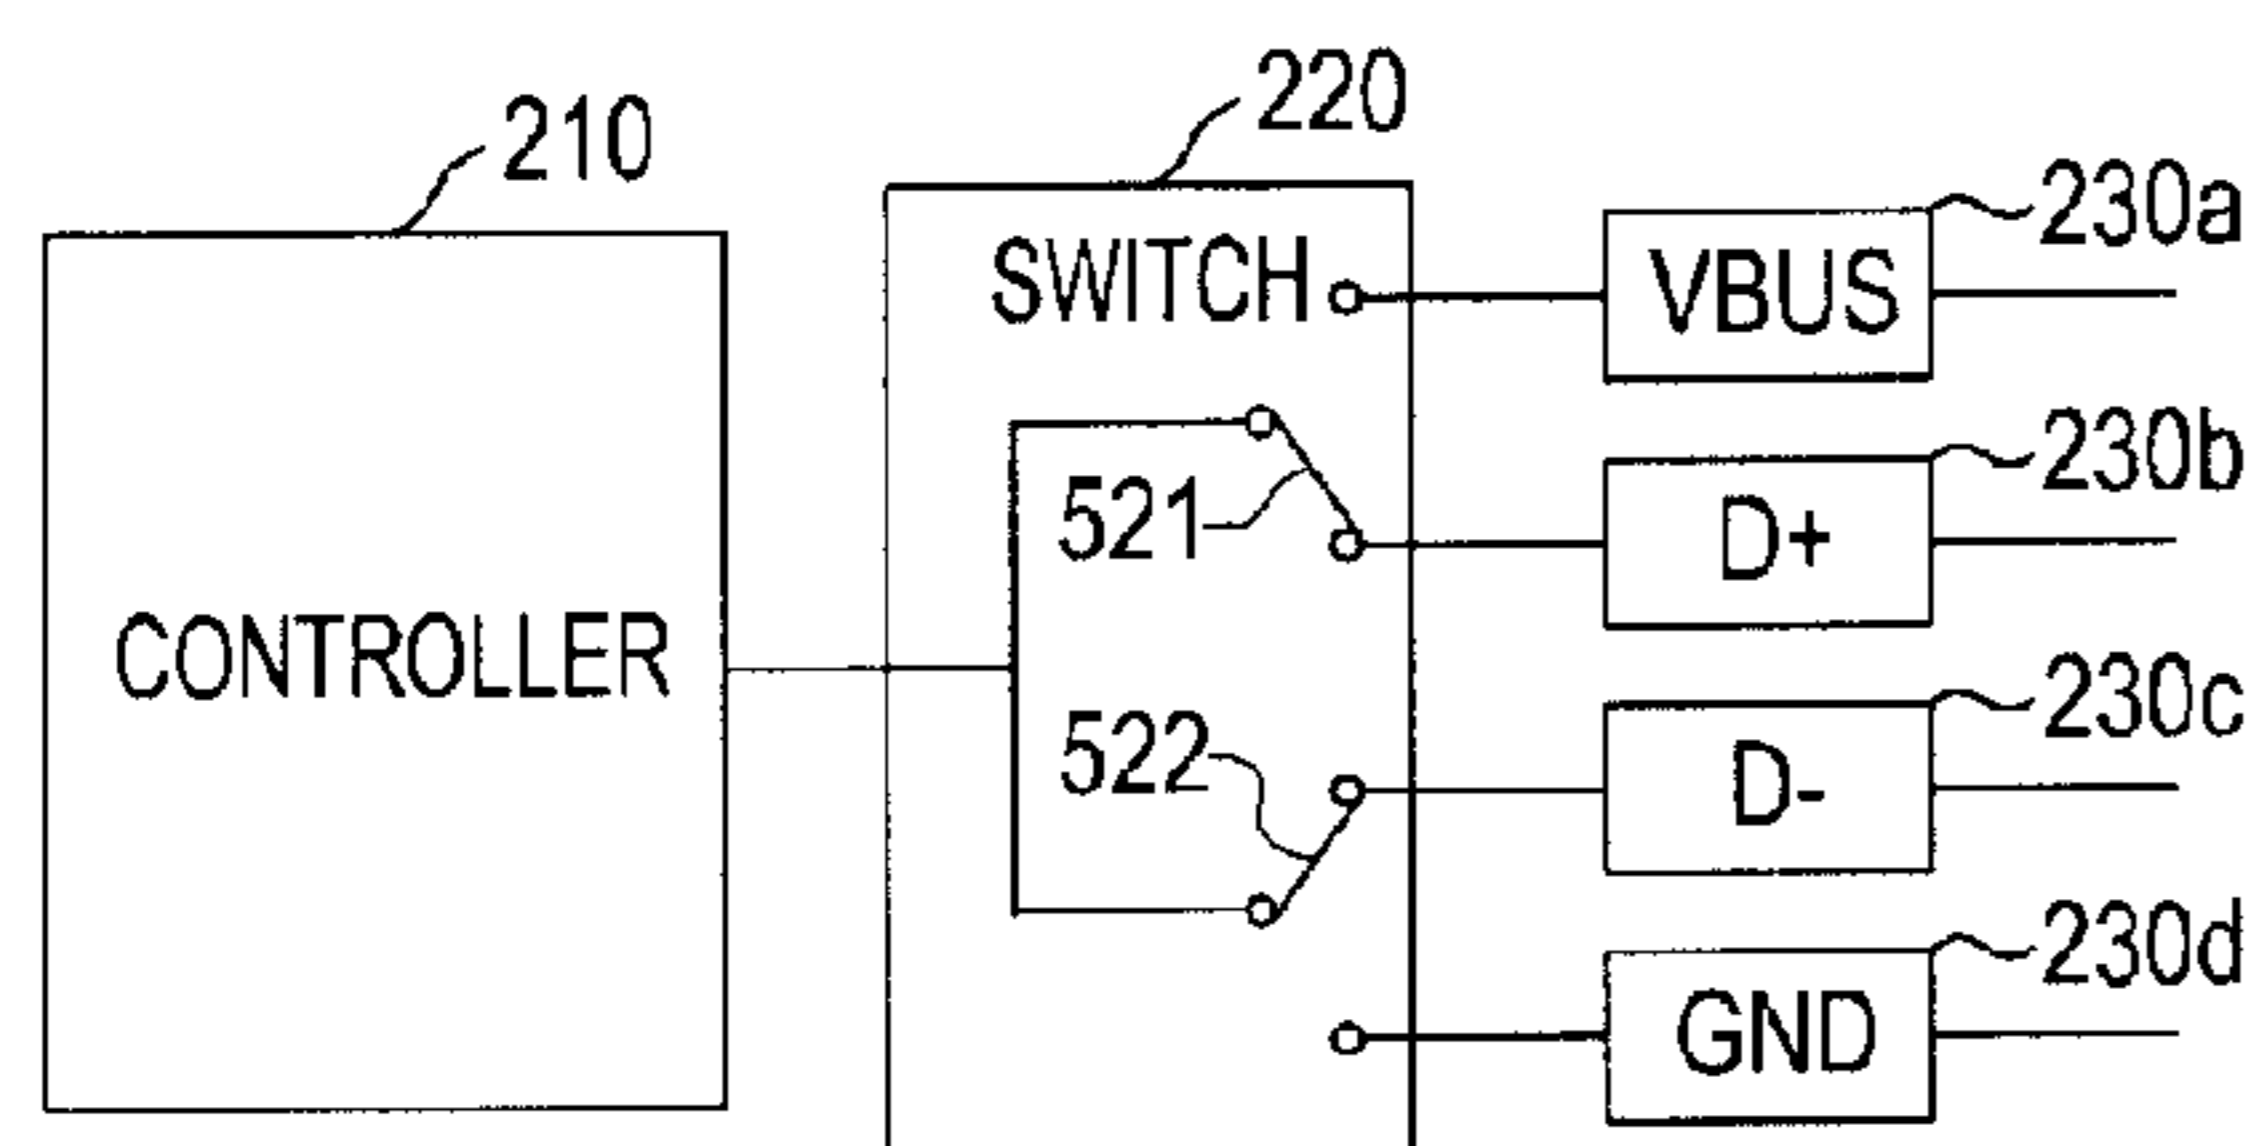 220
210
230a
SWITCH
VBUS
230b
521
D+
CONTROLLER
230c
522
D-
230d
GND